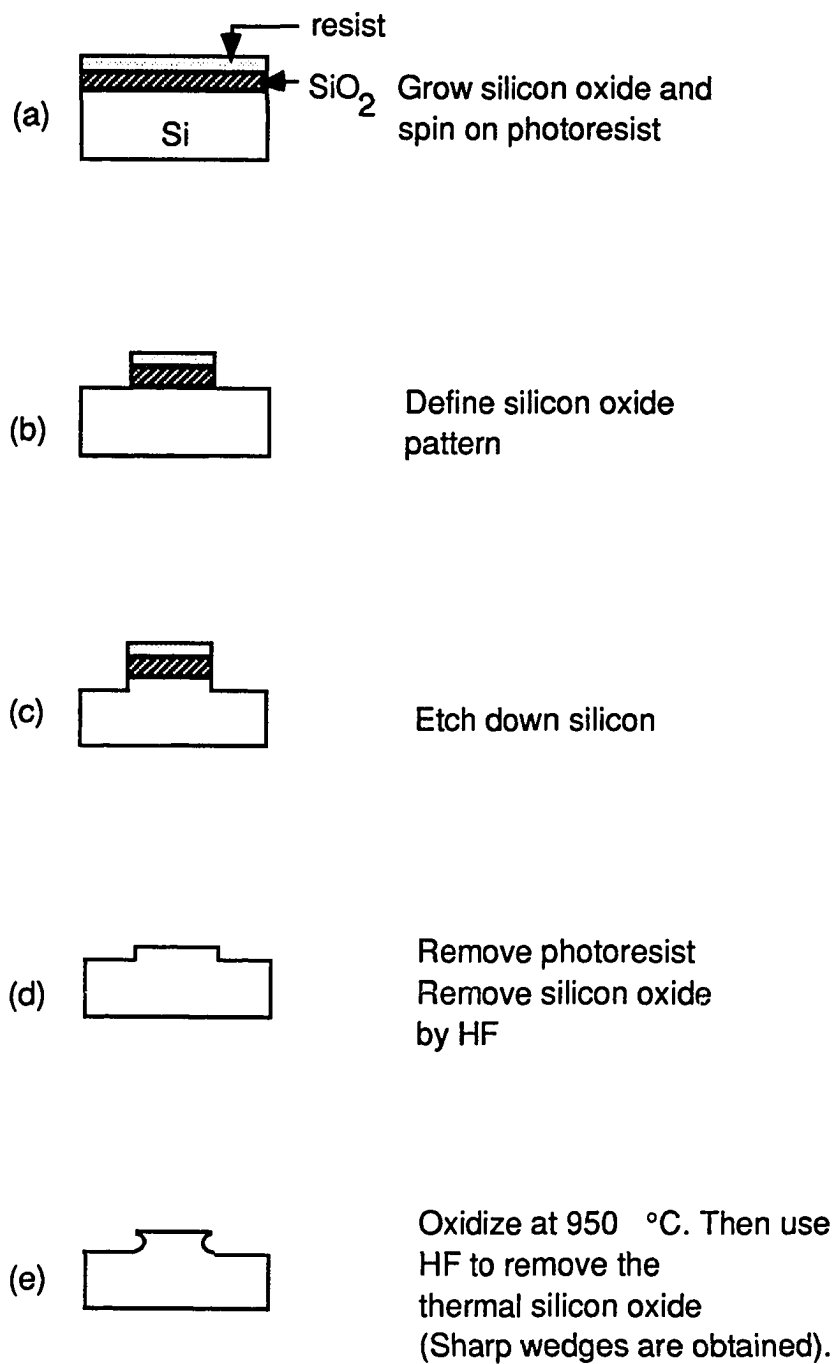 resist
SiO2
Si
(a)
Grow silicon oxide and
spin on photoresist
(b)
Define silicon oxide
pattern
(c)
Etch down silicon
(d)
Remove photoresist
Remove silicon oxide
by HF
(e)
Oxidize at 950 °C. Then use
HF to remove the
thermal silicon oxide
(Sharp wedges are obtained).